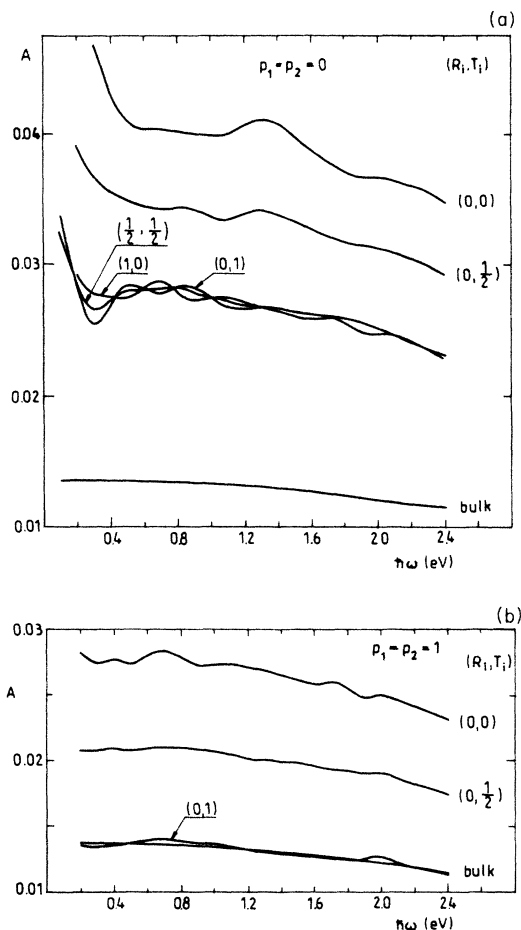 (a)
A
p₁=p₂=0
(Rᵢ,Tᵢ)
0.04
(0,0)
(1/2, 1/2)
(1,0)
(0,1)
(0,1/2)
0.03
0.02
bulk
0.01
0.4 0.8 1.2 1.6 2.0 2.4
ħω (eV)
(b)
0.03
p₁=p₂=1
(Rᵢ,Tᵢ)
A
(0,0)
0.02
(0,1/2)
(0,1)
bulk
0.01
0.4 0.8 1.2 1.6 2.0 2.4
ħω (eV)